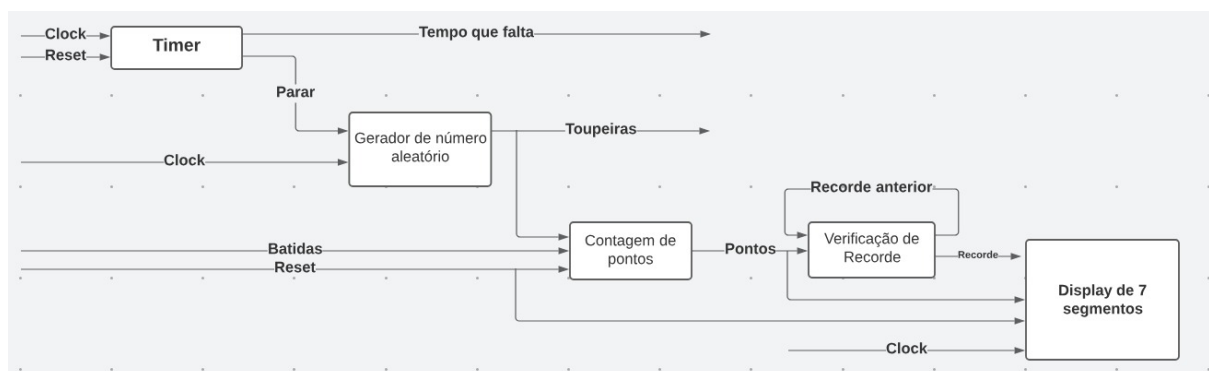 Clock
Timer
Tempo que falta
Reset
Parar
Gerador de número
aleatório
Toupeiras
Clock
Recorde anterior
Batidas
Contagem de
pontos
Pontos
Verificação de
Recorde
Recorde
Reset
Display de 7
segmentos
Clock